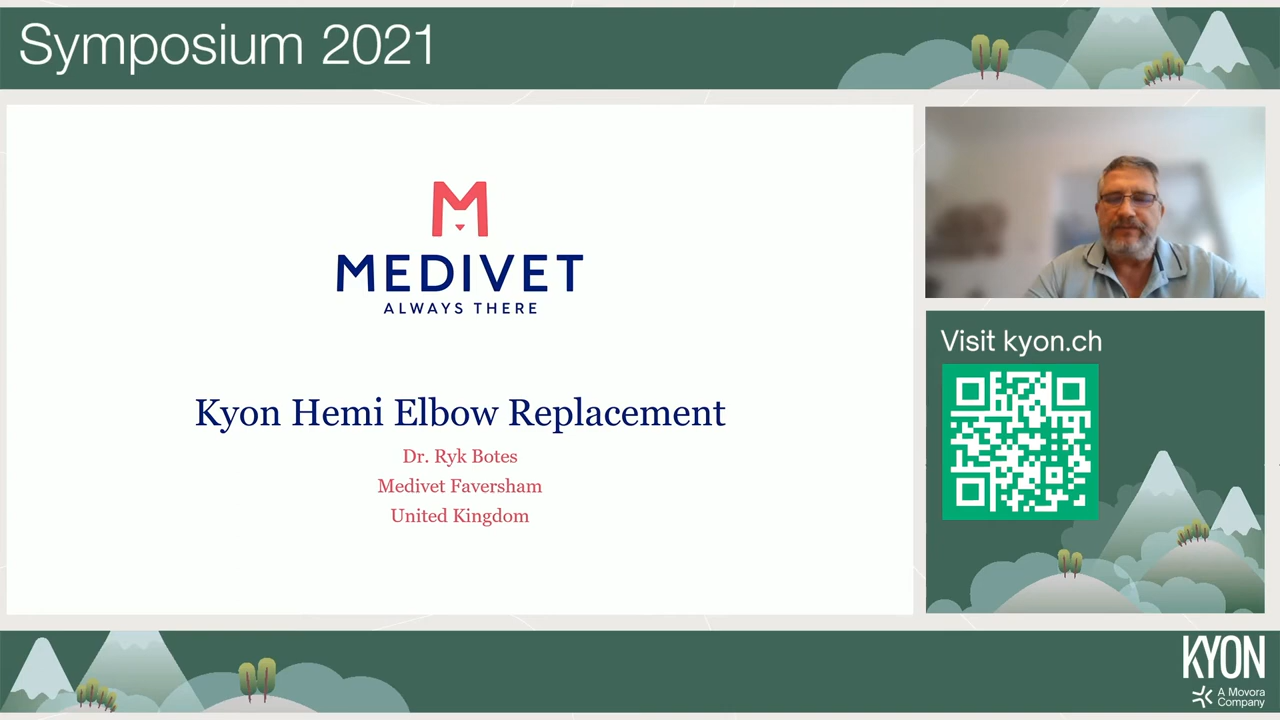 Symposium 2021
MEDIVET
ALWAYS THERE
Kyon Hemi Elbow Replacement
Dr. Ryk Botes
Medivet Faversham
United Kingdom
Visit kyon.ch
KYON
A Movora
Company